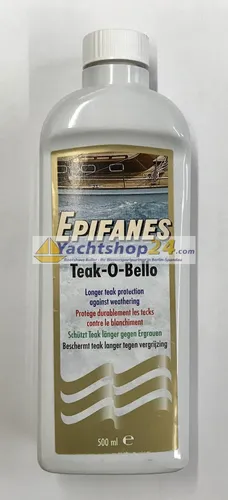 EPIFANES
Yachtshop24.com
Teak-O-Bello
Longer teak protection
against weathering
Protège durablement les tecks
contre le blanchiment
Schützt Teak länger gegen Ergrauen
Beschermt teak langer tegen vergrijzing
500 ml e